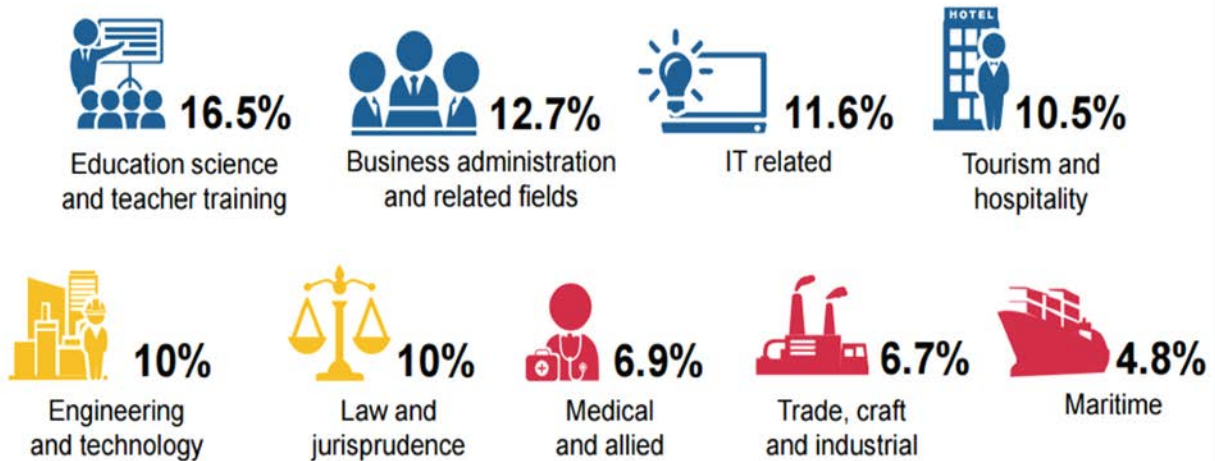 HOTEL
16.5%
Education science
and teacher training
12.7%
Business administration
and related fields
11.6%
IT related
10.5%
Tourism and
hospitality
10%
Engineering
and technology
10%
Law and
jurisprudence
6.9%
Medical
and allied
6.7%
Trade, craft
and industrial
4.8%
Maritime